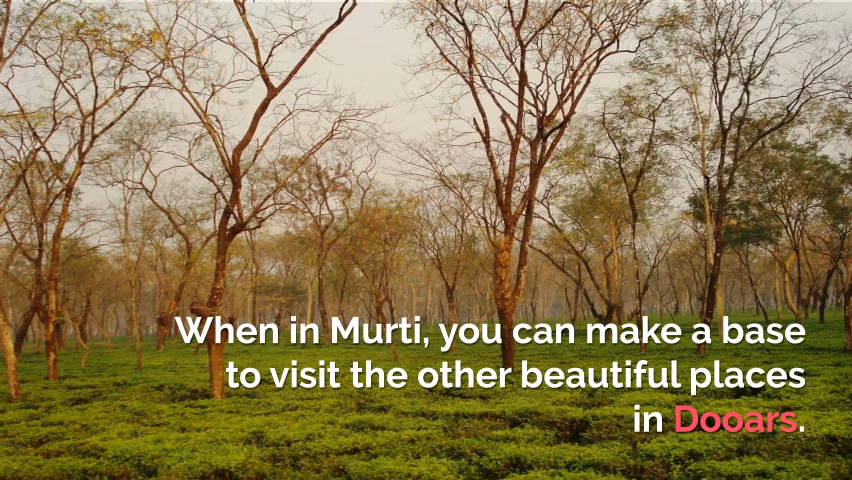 When in Murti, you can make a base
to visit the other beautiful places
in Dooars.